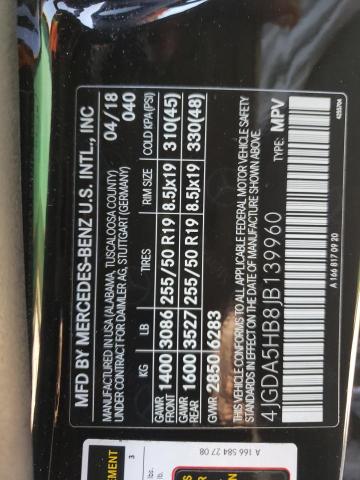 MFD BY MERCEDES-BENZ U.S. INTL., INC
MANUFACTURED IN USA (ALABAMA, TUSCALOOSA COUNTY) 04/18
UNDER CONTRACT FOR DAIMLER AG, STUTTGART (GERMANY) 040
KG LB TIRES RIM SIZE COLD KPA(PSI)
GAWR
FRONT 1400 3086 255/50 R19 8.5Jx19 310(45)
GAWR
REAR 1600 3527 255/50 R19 8.5Jx19 330(48)
GVWR 2850 6283
THIS VEHICLE CONFORMS TO ALL APPLICABLE FEDERAL MOTOR VEHICLE SAFETY
STANDARDS IN EFFECT ON THE DATE OF MANUFACTURE SHOWN ABOVE.
4JGDA5HB8JB139960 TYPE: MPV
A 166 817 09 20
A 166 584 27 08
3
lbs.
lb.